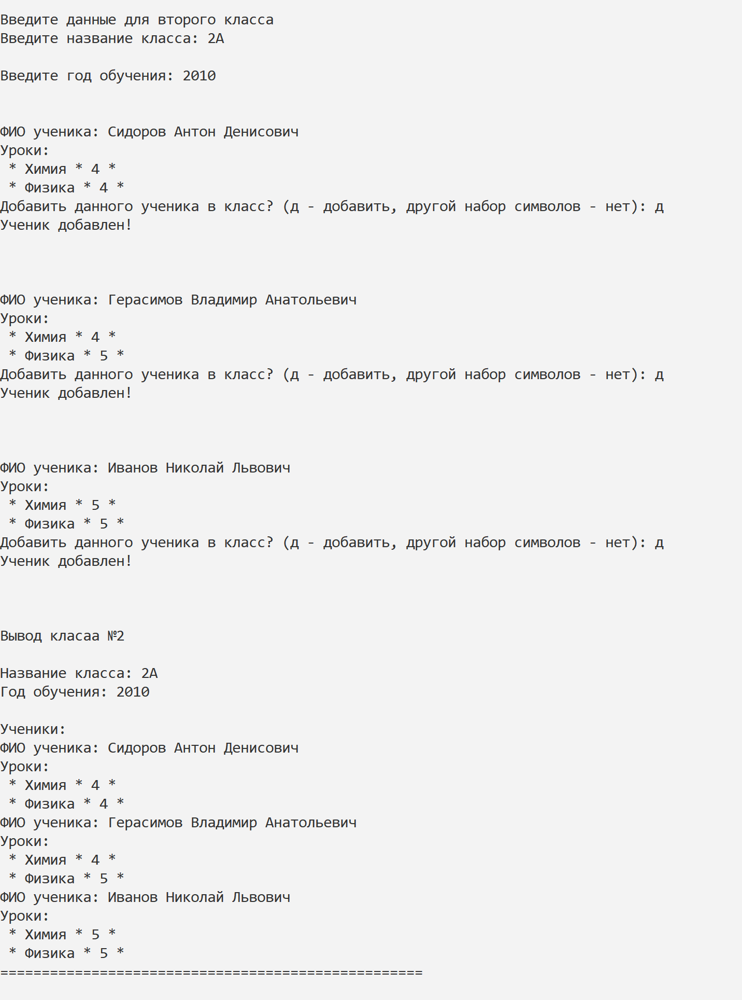 Введите данные для второго класса
Введите название класса: 2А
Введите год обучения: 2010
ФИО ученика: Сидоров Антон Денисович
Уроки:
 * Химия * 4 *
 * Физика * 4 *
Добавить данного ученика в класс? (д - добавить, другой набор символов - нет): д
Ученик добавлен!
ФИО ученика: Герасимов Владимир Анатольевич
Уроки:
 * Химия * 4 *
 * Физика * 5 *
Добавить данного ученика в класс? (д - добавить, другой набор символов - нет): д
Ученик добавлен!
ФИО ученика: Иванов Николай Львович
Уроки:
 * Химия * 5 *
 * Физика * 5 *
Добавить данного ученика в класс? (д - добавить, другой набор символов - нет): д
Ученик добавлен!
Вывод класаа №2
Название класса: 2А
Год обучения: 2010
Ученики:
ФИО ученика: Сидоров Антон Денисович
Уроки:
 * Химия * 4 *
 * Физика * 4 *
ФИО ученика: Герасимов Владимир Анатольевич
Уроки:
 * Химия * 4 *
 * Физика * 5 *
ФИО ученика: Иванов Николай Львович
Уроки:
 * Химия * 5 *
 * Физика * 5 *
===================================================